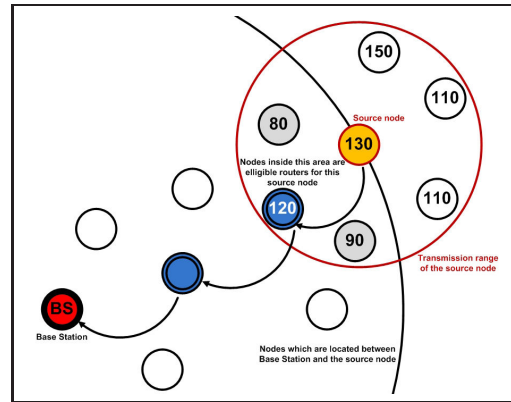 150
110
80
Source node
130
Nodes inside this area are
elligible routers for this
source node
120
110
90
Transmission range
of the source node
BS
Base Station
Nodes which are located between
Base Station and the source node